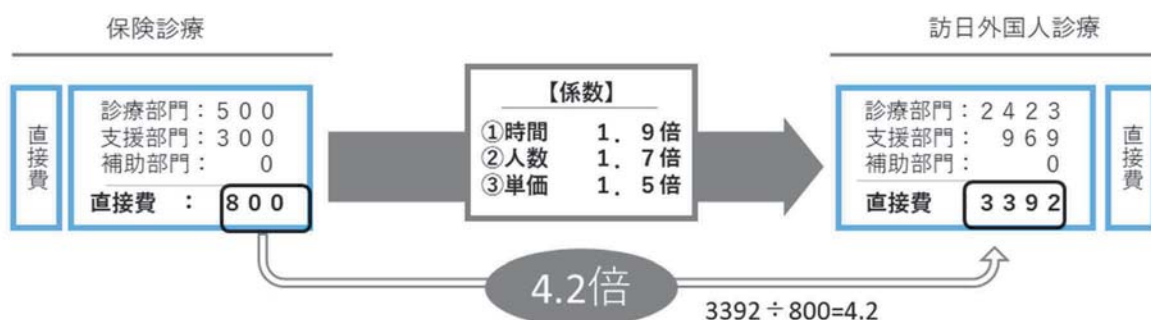 保険診療
直接費
診療部門：５００
支援部門：３００
補助部門：　０
直接費　：　８００
【係数】
①時間　１．９倍
②人数　１．７倍
③単価　１．５倍
訪日外国人診療
診療部門：２４２３
支援部門：　９６９
補助部門：　　０
直接費　３３９２
直接費
4.2倍
3392÷800=4.2